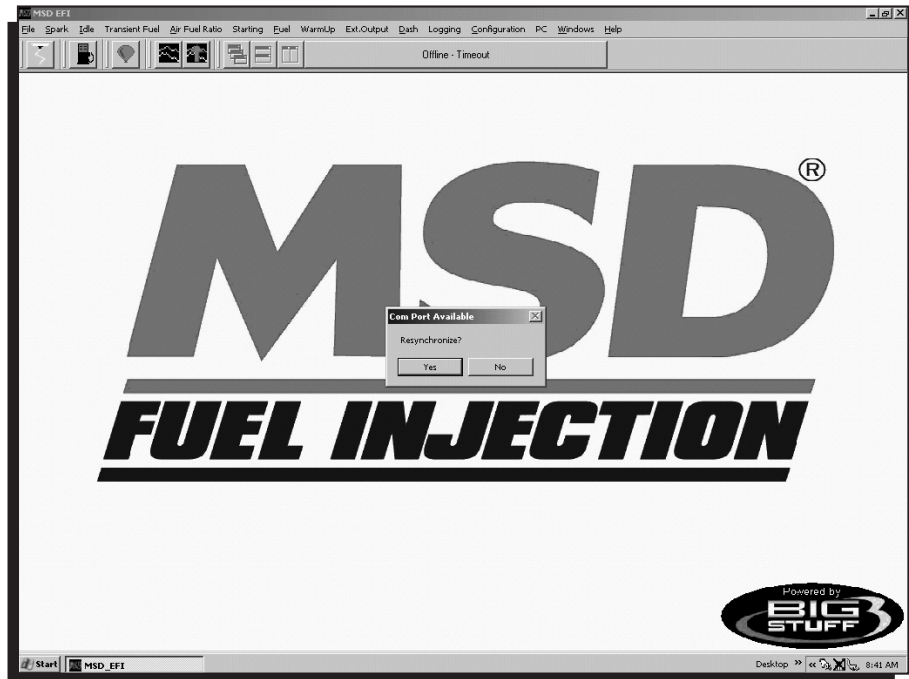 MSD EFI
File Spark Idle Transient Fuel Air Fuel Ratio Starting Fuel WarmUp Ext.Output Dash Logging Configuration PC Windows Help
Offline - Timeout
MSD®
Com Port Available
Resynchronize?
Yes No
FUEL INJECTION
Powered by
BIG
STUFF 3
Start MSD_EFI Desktop » « 8:41 AM